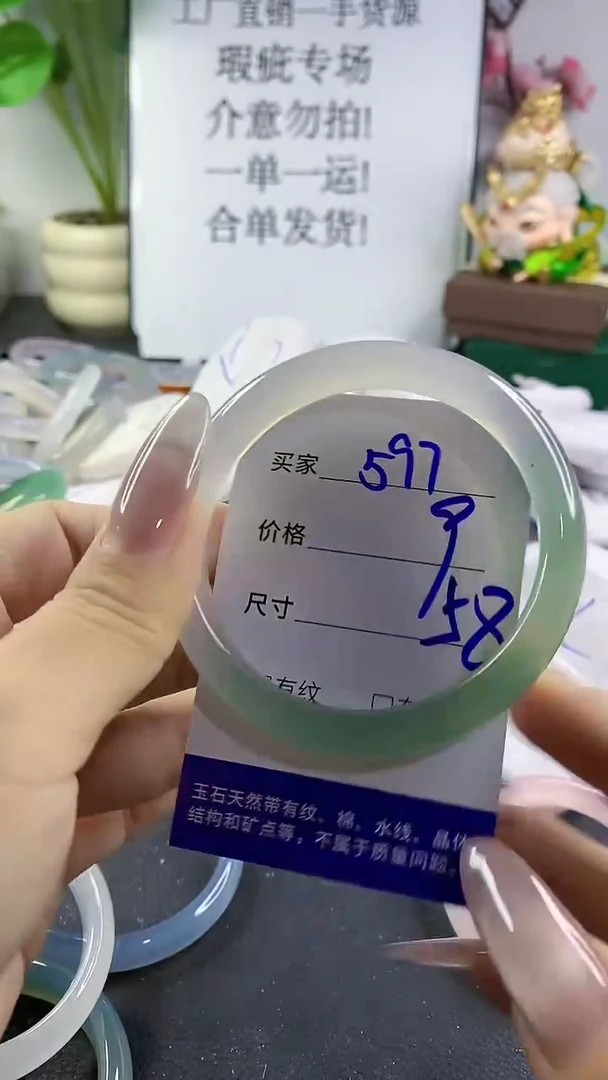 工厂直销一手货源
瑕疵专场
介意勿拍!
一单一运!
合单发货!
买家 597
价格 9
尺寸 58
有纹
玉石天然带有纹、棉、水线、晶体
结构和矿点等，不属于质量问题，